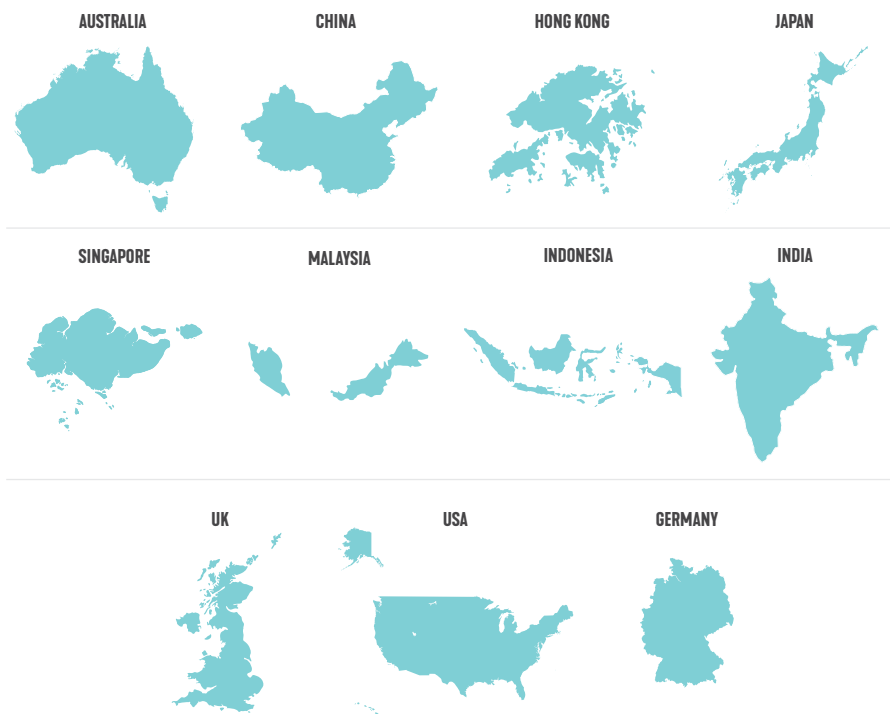 AUSTRALIA
CHINA
HONG KONG
JAPAN
SINGAPORE
MALAYSIA
INDONESIA
INDIA
UK
USA
GERMANY